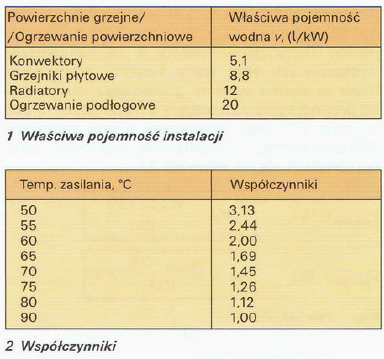 Powierzchnie grzejne/ Właściwa pojemność
/Ogrzewanie powierzchniowe wodna v, (l/kW)
Konwektory 5,1
Grzejniki płytowe 8,8
Radiatory 12
Ogrzewanie podłogowe 20
1 Właściwa pojemność instalacji
Temp. zasilania, °C Współczynniki
50 3,13
55 2,44
60 2,00
65 1,69
70 1,45
75 1,26
80 1,12
90 1,00
2 Współczynniki